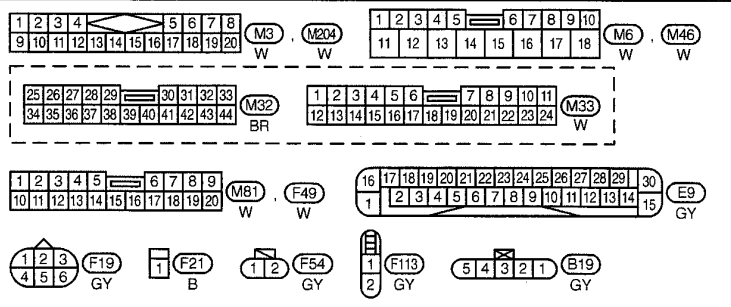 1 2 3 4 5 6 7 8
9 10 11 12 13 14 15 16 17 18 19 20
M3 , M204
W W
1 2 3 4 5 6 7 8 9 10
11 12 13 14 15 16 17 18
M6 , M46
W W
25 26 27 28 29 30 31 32 33
34 35 36 37 38 39 40 41 42 43 44
M32
BR
1 2 3 4 5 6 7 8 9 10 11
12 13 14 15 16 17 18 19 20 21 22 23 24
M33
W
1 2 3 4 5 6 7 8 9
10 11 12 13 14 15 16 17 18 19 20
M81 , F49
W W
16 17 18 19 20 21 22 23 24 25 26 27 28 29 30
1 2 3 4 5 6 7 8 9 10 11 12 13 14 15
E9
GY
1 2 3
4 5 6
F19
GY
1
F21
B
1 2
F54
GY
1
2
F113
GY
5 4 3 2 1
B19
GY